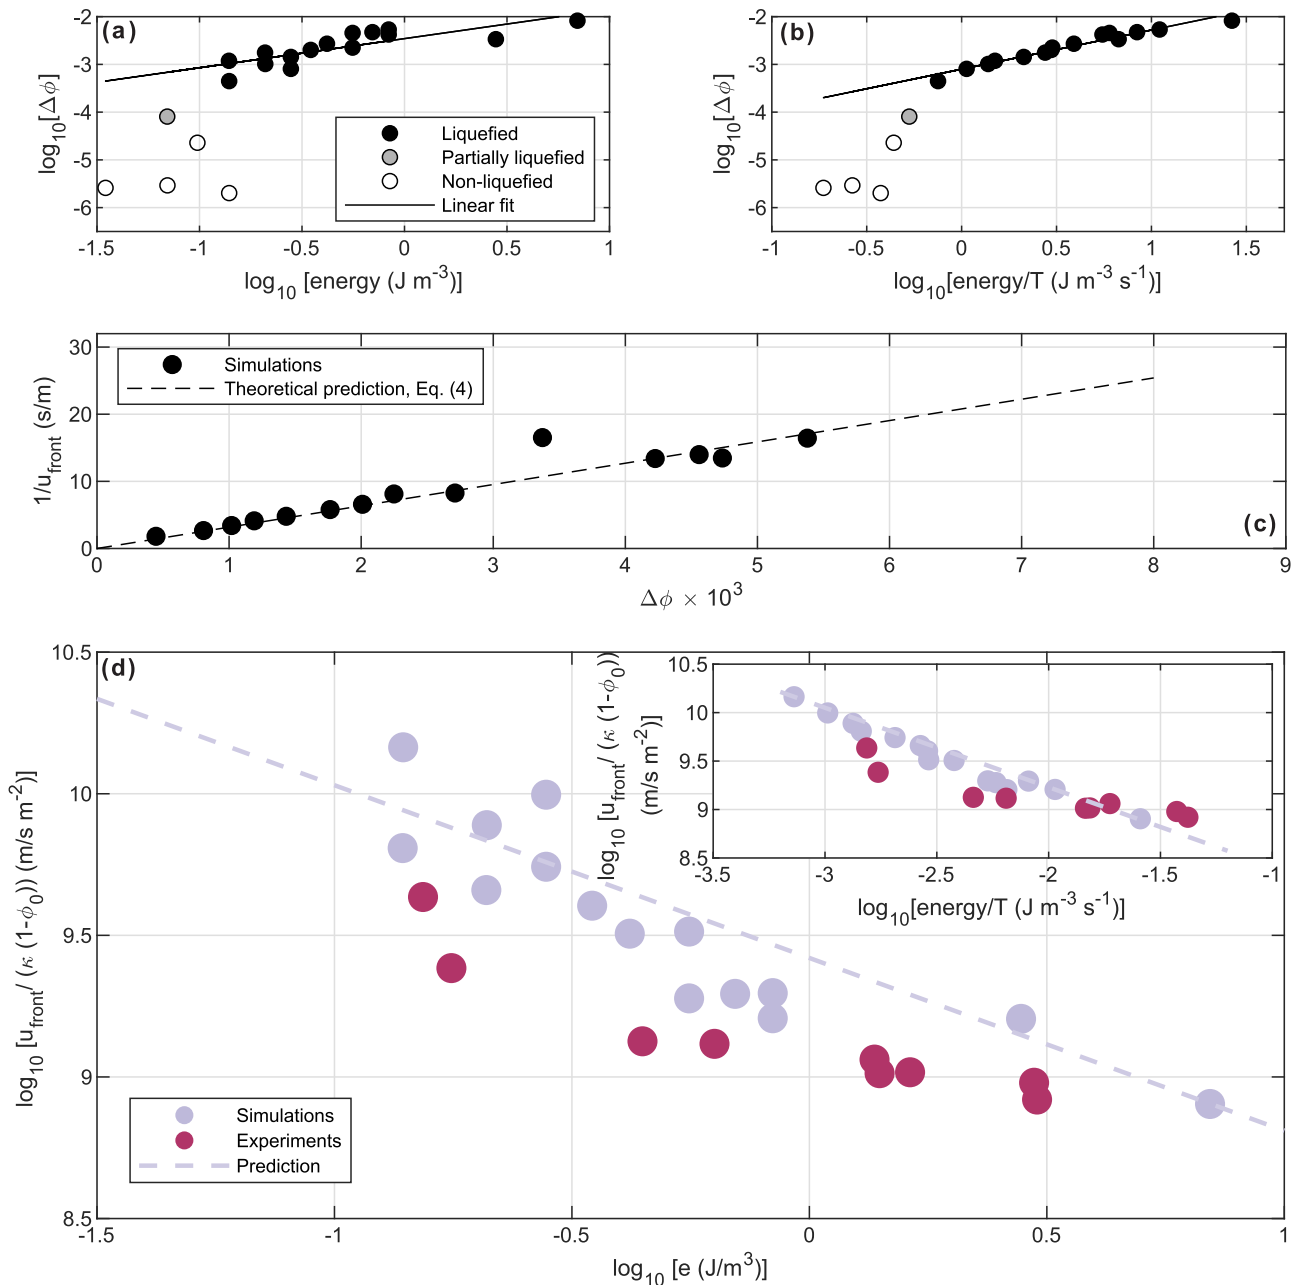 (a)
-2
-3
-4
-5
-6
log10[Δϕ]
Liquefied
Partially liquefied
Non-liquefied
Linear fit
-1.5 -1 -0.5 0 0.5 1
log10 [energy (J m-3)]
(b)
-2
-3
-4
-5
-6
log10[Δϕ]
-1 -0.5 0 0.5 1 1.5
log10[energy/T (J m-3 s-1)]
30
20
10
0
1/ufront (s/m)
Simulations
Theoretical prediction, Eq. (4)
(c)
0 1 2 3 4 5 6 7 8 9
Δϕ × 10^3
(d)
10.5
10
9.5
9
8.5
log10 [ufront/ (κ (1-ϕ0)) (m/s m-2)]
log10 [ufront/ (κ (1-ϕ0))
(m/s m-2)]
10.5
10
9.5
9
8.5
-3.5 -3 -2.5 -2 -1.5 -1
log10[energy/T (J m-3 s-1)]
Simulations
Experiments
Prediction
-1.5 -1 -0.5 0 0.5 1
log10 [e (J/m3)]